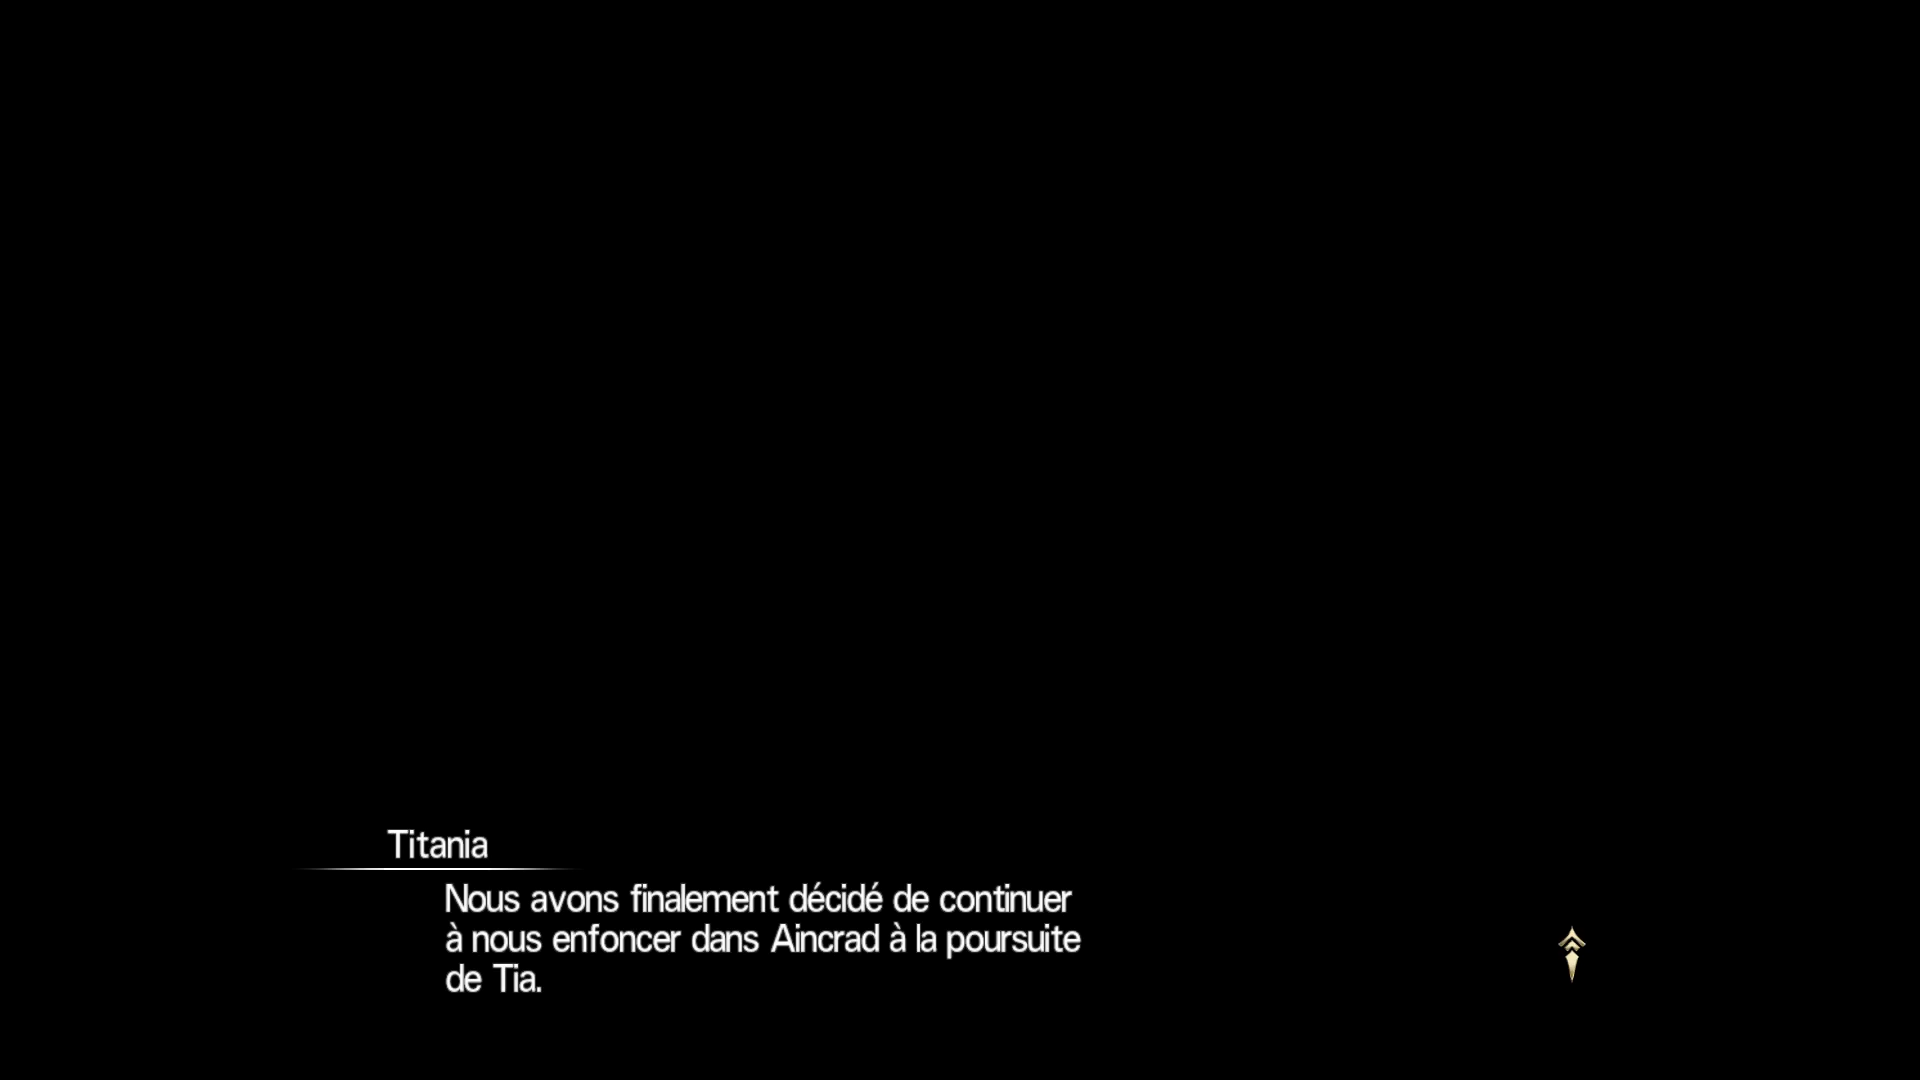 Titania
Nous avons finalement décidé de continuer
à nous enfoncer dans Aincrad à la poursuite
de Tia.